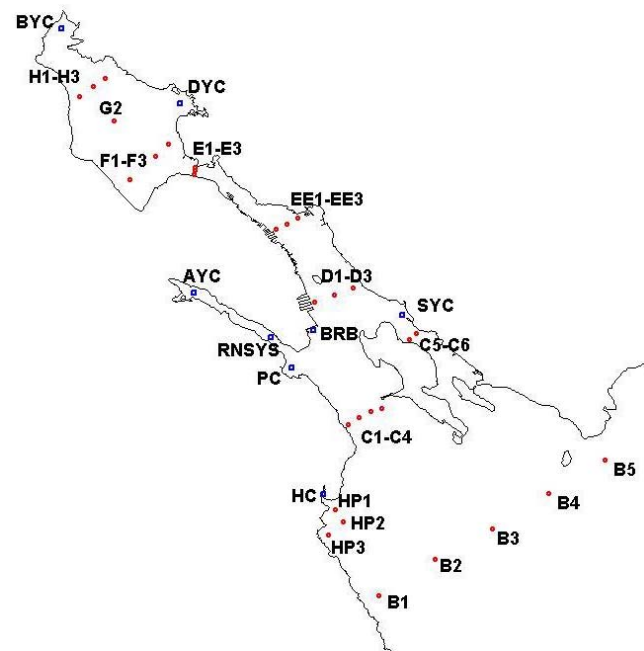 BYC
H1-H3
DYC
G2
E1-E3
F1-F3
EE1-EE3
AYC
D1-D3
SYC
BRB
RNSYS
C5-C6
PC
C1-C4
B5
HC
B4
HP1
HP2
B3
HP3
B2
B1